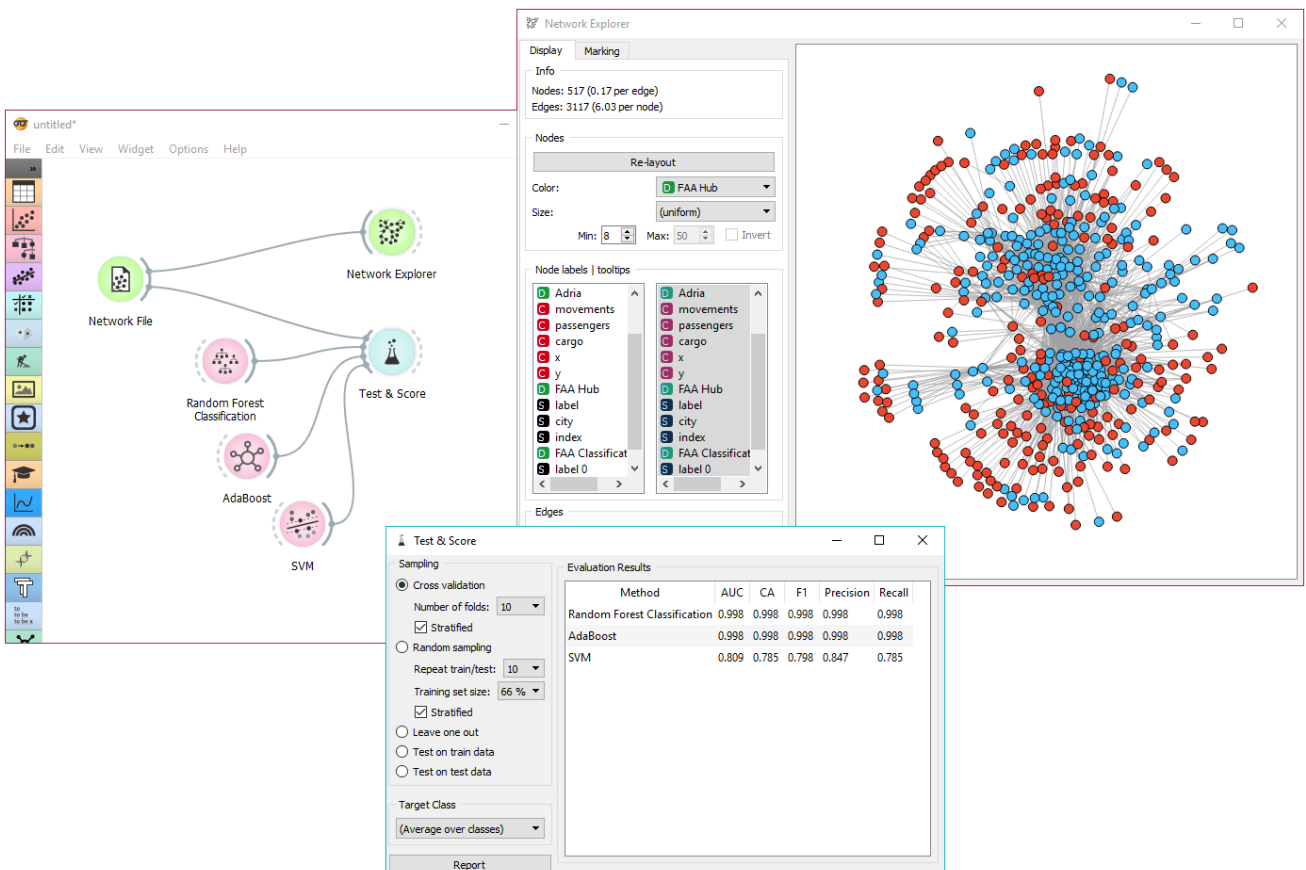 Network Explorer
Display Marking
Info
Nodes: 517 (0.17 per edge)
Edges: 3117 (6.03 per node)
Nodes
Re-layout
Color: D FAA Hub
Size: (uniform)
Min: 8 Max: 50 Invert
Node labels | tooltips
D Adria D Adria
C movements C movements
C passengers C passengers
C cargo C cargo
C x C x
C y C y
D FAA Hub D FAA Hub
S label S label
S city S city
S index S index
D FAA Classificat D FAA Classificat
S label 0 S label 0
Edges
untitled*
File Edit View Widget Options Help
Network File
Network Explorer
Random Forest
Classification
Test & Score
AdaBoost
SVM
to
to be
to be a
Test & Score
Sampling
Cross validation
Number of folds: 10
Stratified
Random sampling
Repeat train/test: 10
Training set size: 66 %
Stratified
Leave one out
Test on train data
Test on test data
Target Class
(Average over classes)
Report
Evaluation Results
Method AUC CA F1 Precision Recall
Random Forest Classification 0.998 0.998 0.998 0.998 0.998
AdaBoost 0.998 0.998 0.998 0.998 0.998
SVM 0.809 0.785 0.798 0.847 0.785